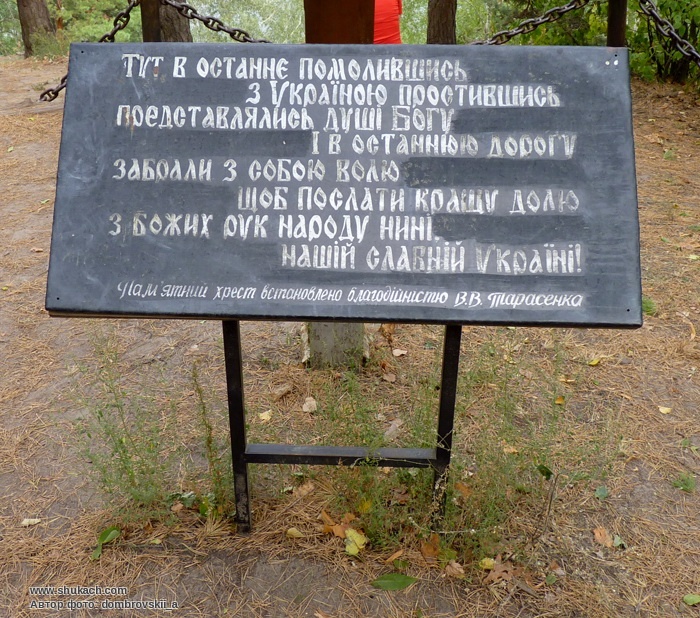 Тут в останнє помолившись
з Україною простившись
представлялись душі Богу
і в останнюю дорогу
забрали з собою волю
щоб послати кращу долю
з Божих рук народу нині
нашій славній Україні!
Пам'ятний хрест встановлено благодійністю В.В. Тарасенка
www.shukach.com
Автор фото: dombrovskii_a